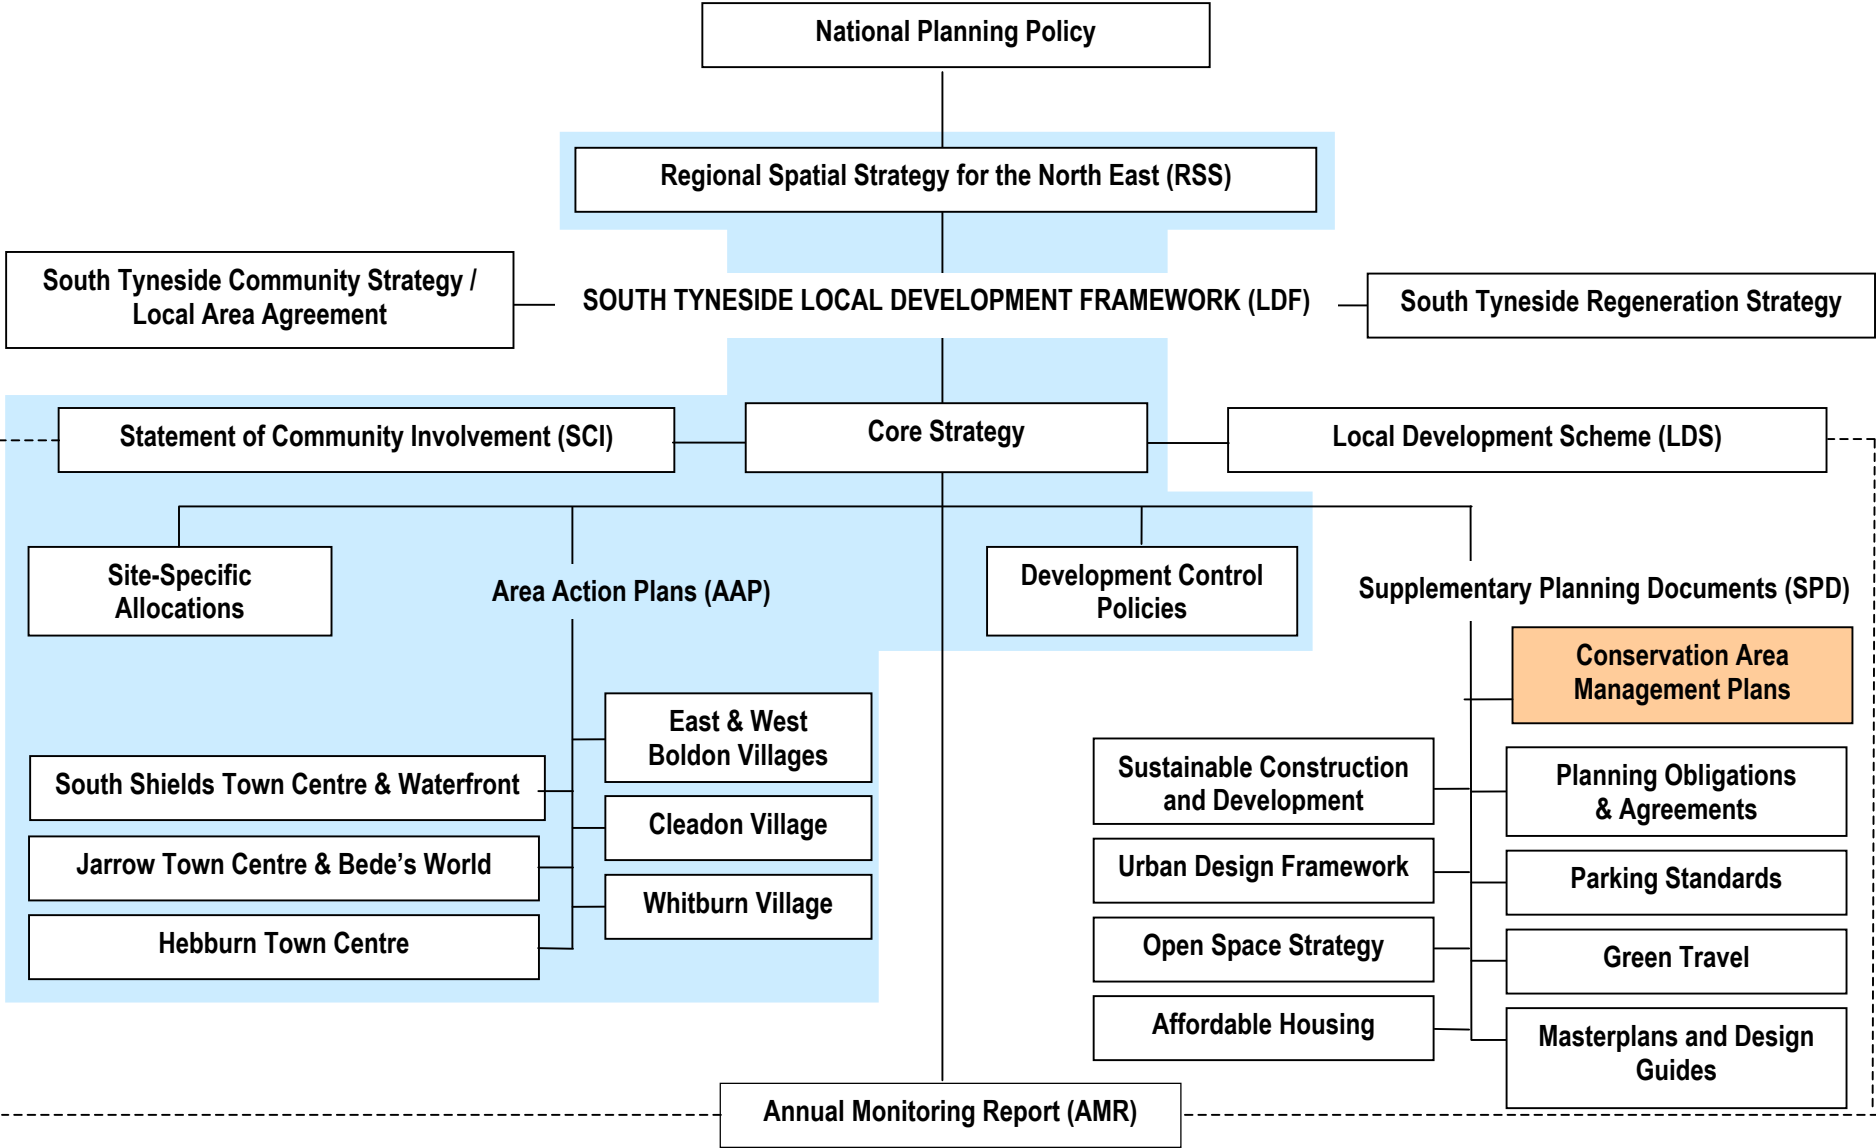 National Planning Policy
Regional Spatial Strategy for the North East (RSS)
South Tyneside Community Strategy /
Local Area Agreement
SOUTH TYNESIDE LOCAL DEVELOPMENT FRAMEWORK (LDF)
South Tyneside Regeneration Strategy
Statement of Community Involvement (SCI)
Core Strategy
Local Development Scheme (LDS)
Site-Specific
Allocations
Area Action Plans (AAP)
Development Control
Policies
Supplementary Planning Documents (SPD)
East & West
Boldon Villages
South Shields Town Centre & Waterfront
Cleadon Village
Jarrow Town Centre & Bede’s World
Whitburn Village
Hebburn Town Centre
Conservation Area
Management Plans
Sustainable Construction
and Development
Planning Obligations
& Agreements
Urban Design Framework
Parking Standards
Open Space Strategy
Green Travel
Affordable Housing
Masterplans and Design
Guides
Annual Monitoring Report (AMR)